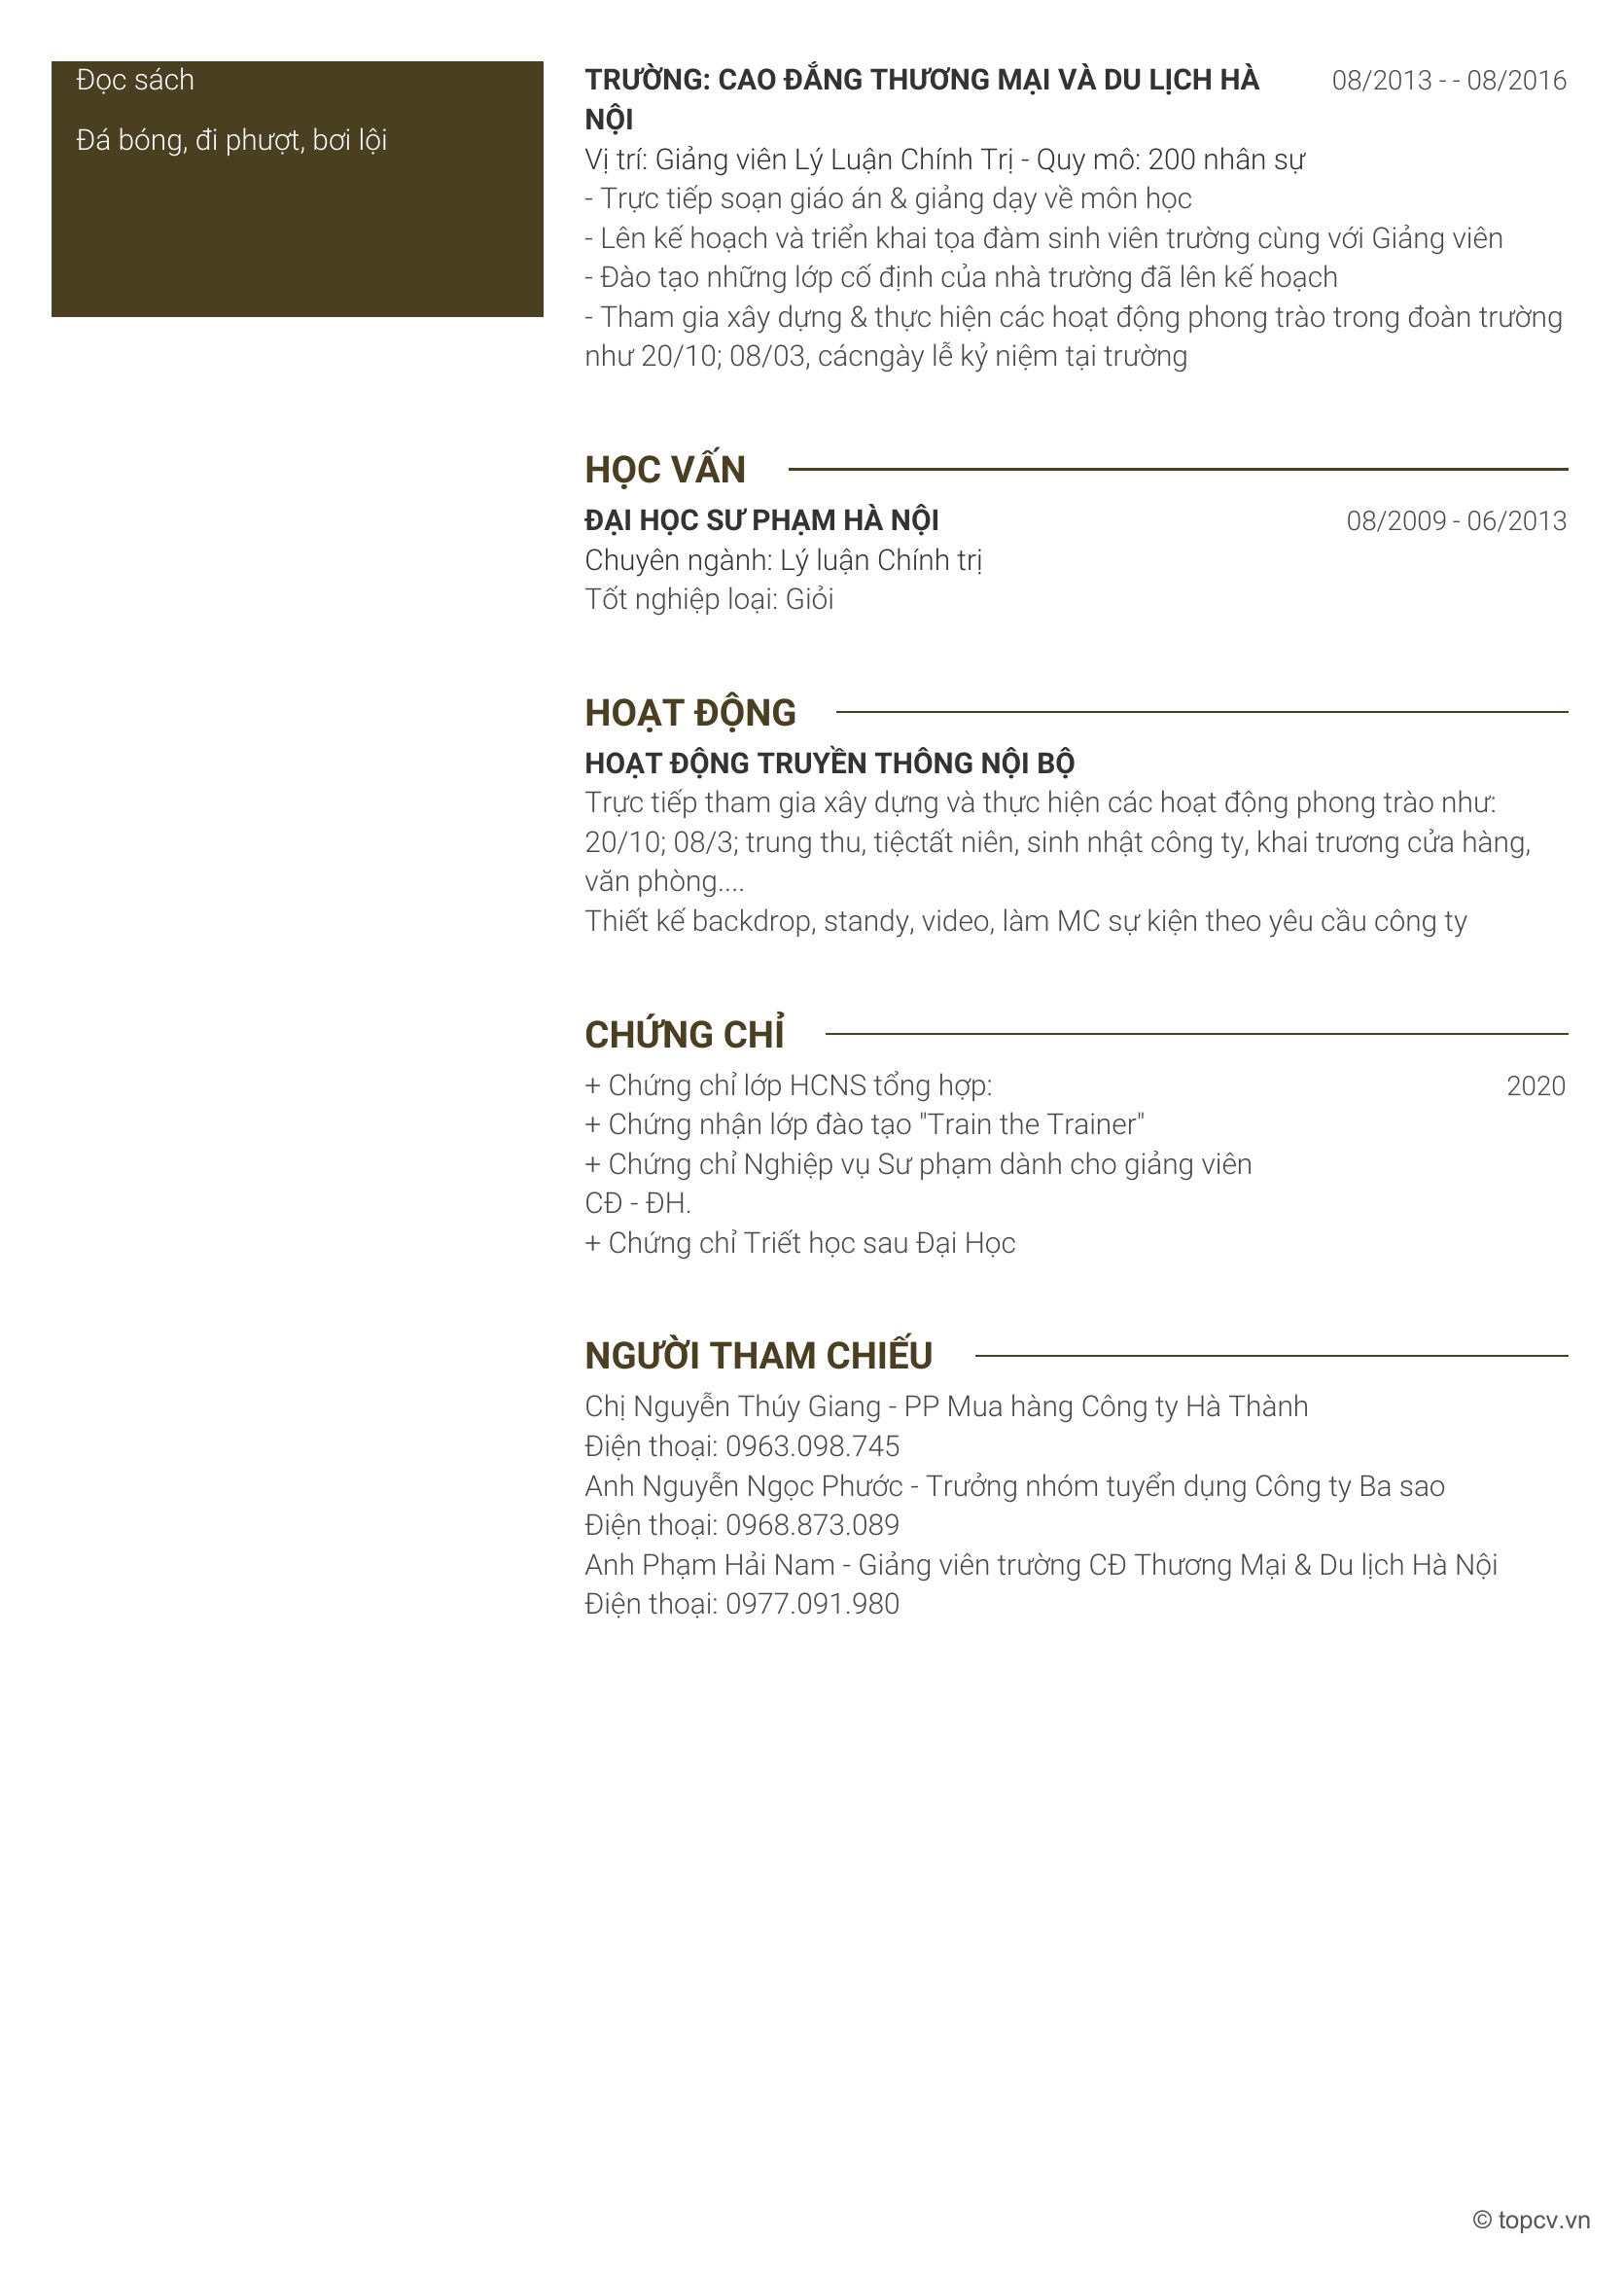 Đọc sách
Đá bóng, đi phượt, bơi lội
TRƯỜNG: CAO ĐẲNG THƯƠNG MẠI VÀ DU LỊCH HÀ NỘI
08/2013 - - 08/2016
Vị trí: Giảng viên Lý Luận Chính Trị - Quy mô: 200 nhân sự
- Trực tiếp soạn giáo án & giảng dạy về môn học
- Lên kế hoạch và triển khai tọa đàm sinh viên trường cùng với Giảng viên
- Đào tạo những lớp cố định của nhà trường đã lên kế hoạch
- Tham gia xây dựng & thực hiện các hoạt động phong trào trong đoàn trường
như 20/10; 08/03, cácngày lễ kỷ niệm tại trường
HỌC VẤN
ĐẠI HỌC SƯ PHẠM HÀ NỘI
08/2009 - 06/2013
Chuyên ngành: Lý luận Chính trị
Tốt nghiệp loại: Giỏi
HOẠT ĐỘNG
HOẠT ĐỘNG TRUYỀN THÔNG NỘI BỘ
Trực tiếp tham gia xây dựng và thực hiện các hoạt động phong trào như:
20/10; 08/3; trung thu, tiệctất niên, sinh nhật công ty, khai trương cửa hàng,
văn phòng....
Thiết kế backdrop, standy, video, làm MC sự kiện theo yêu cầu công ty
CHỨNG CHỈ
+ Chứng chỉ lớp HCNS tổng hợp:
2020
+ Chứng nhận lớp đào tạo "Train the Trainer"
+ Chứng chỉ Nghiệp vụ Sư phạm dành cho giảng viên
CĐ - ĐH.
+ Chứng chỉ Triết học sau Đại Học
NGƯỜI THAM CHIẾU
Chị Nguyễn Thúy Giang - PP Mua hàng Công ty Hà Thành
Điện thoại: 0963.098.745
Anh Nguyễn Ngọc Phước - Trưởng nhóm tuyển dụng Công ty Ba sao
Điện thoại: 0968.873.089
Anh Phạm Hải Nam - Giảng viên trường CĐ Thương Mại & Du lịch Hà Nội
Điện thoại: 0977.091.980
© topcv.vn